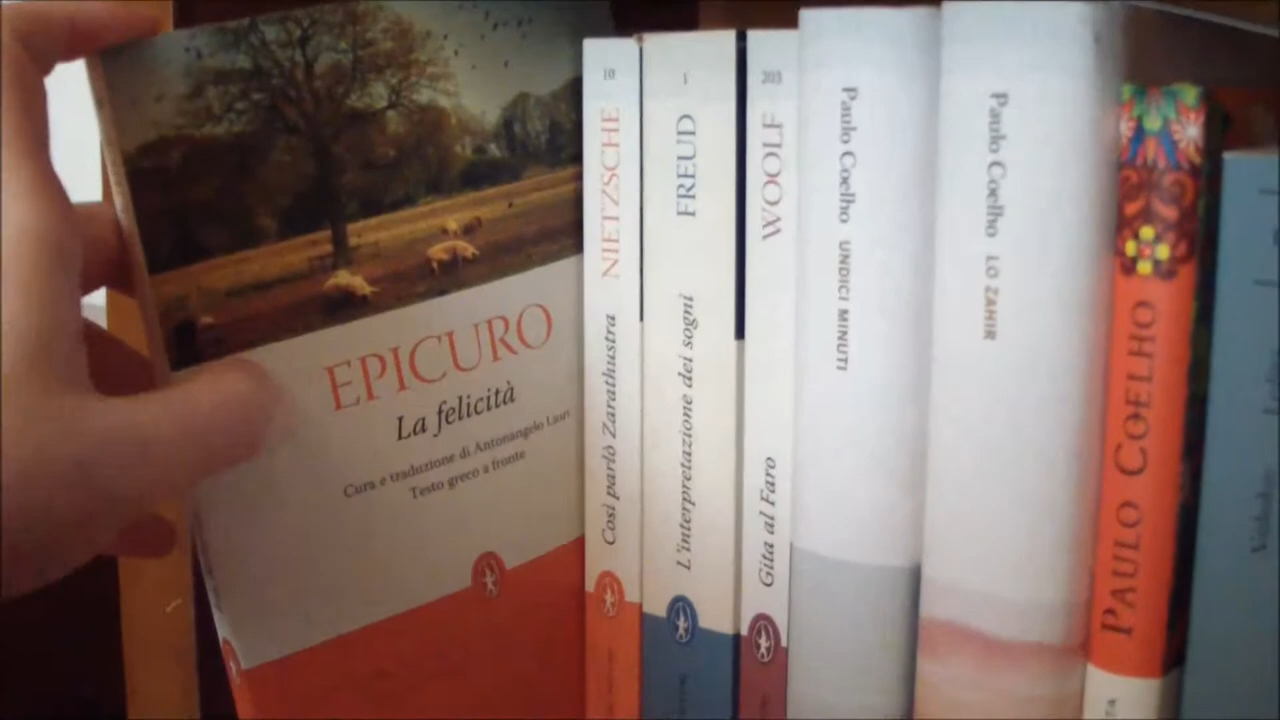 EPICURO
La felicità
Cura e traduzione di Antonangelo Liori
Testo greco a fronte
10
NIETZSCHE
Così parlò Zarathustra
1
FREUD
L'interpretazione dei sogni
203
WOOLF
Gita al Faro
Paulo Coelho UNDICI MINUTI
Paulo Coelho LO ZAHIR
PAULO COELHO